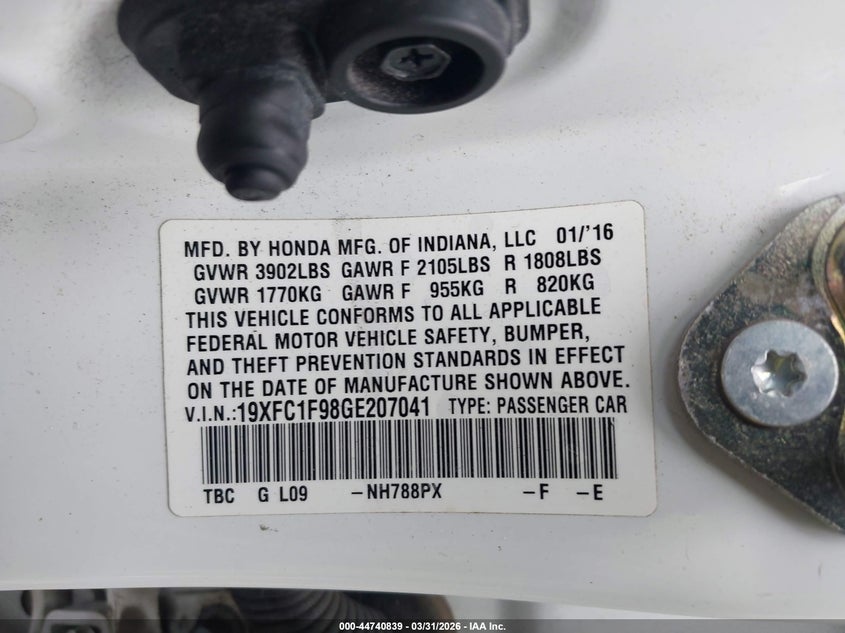 MFD. BY HONDA MFG. OF INDIANA, LLC 01/'16
GVWR 3902LBS GAWR F 2105LBS R 1808LBS
GVWR 1770KG GAWR F 955KG R 820KG
THIS VEHICLE CONFORMS TO ALL APPLICABLE
FEDERAL MOTOR VEHICLE SAFETY, BUMPER,
AND THEFT PREVENTION STANDARDS IN EFFECT
ON THE DATE OF MANUFACTURE SHOWN ABOVE.
V.I.N.:19XFC1F98GE207041 TYPE: PASSENGER CAR
TBC G L09 -NH788PX -F -E
000-44740839 - 03/31/2026 - IAA Inc.